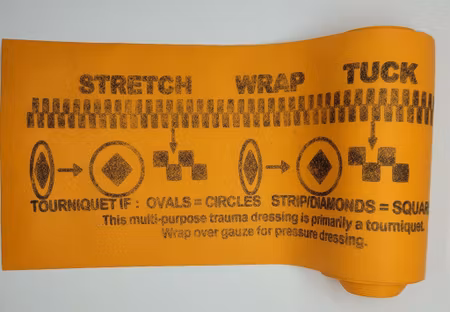 STRETCH WRAP TUCK
TOURNIQUET IF : OVALS = CIRCLES STRIP/DIAMONDS = SQUAR
This multi-purpose trauma dressing is primarily a tourniquet.
Wrap over gauze for pressure dressing.